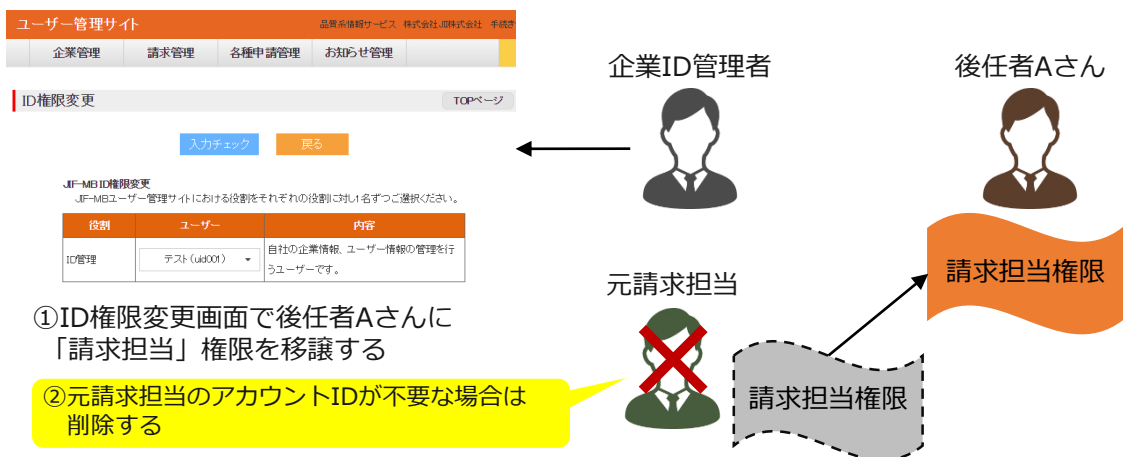 ユーザー管理サイト
品質系情報サービス 株式会社JD株式会社 手続き
企業管理 請求管理 各種申請管理 お知らせ管理
ID権限変更
TOPページ
入力チェック 戻る
JIF-MB ID権限変更
JIF-MBユーザー管理サイトにおける役割をそれぞれの役割に対し1名ずつご選択ください。
役割 ユーザー 内容
ID管理 テスト(uid001) 自社の企業情報、ユーザー情報の管理を行
うユーザーです。
①ID権限変更画面で後任者Aさんに
「請求担当」権限を移譲する
②元請求担当のアカウントIDが不要な場合は
削除する
企業ID管理者
後任者Aさん
元請求担当
請求担当権限
請求担当権限